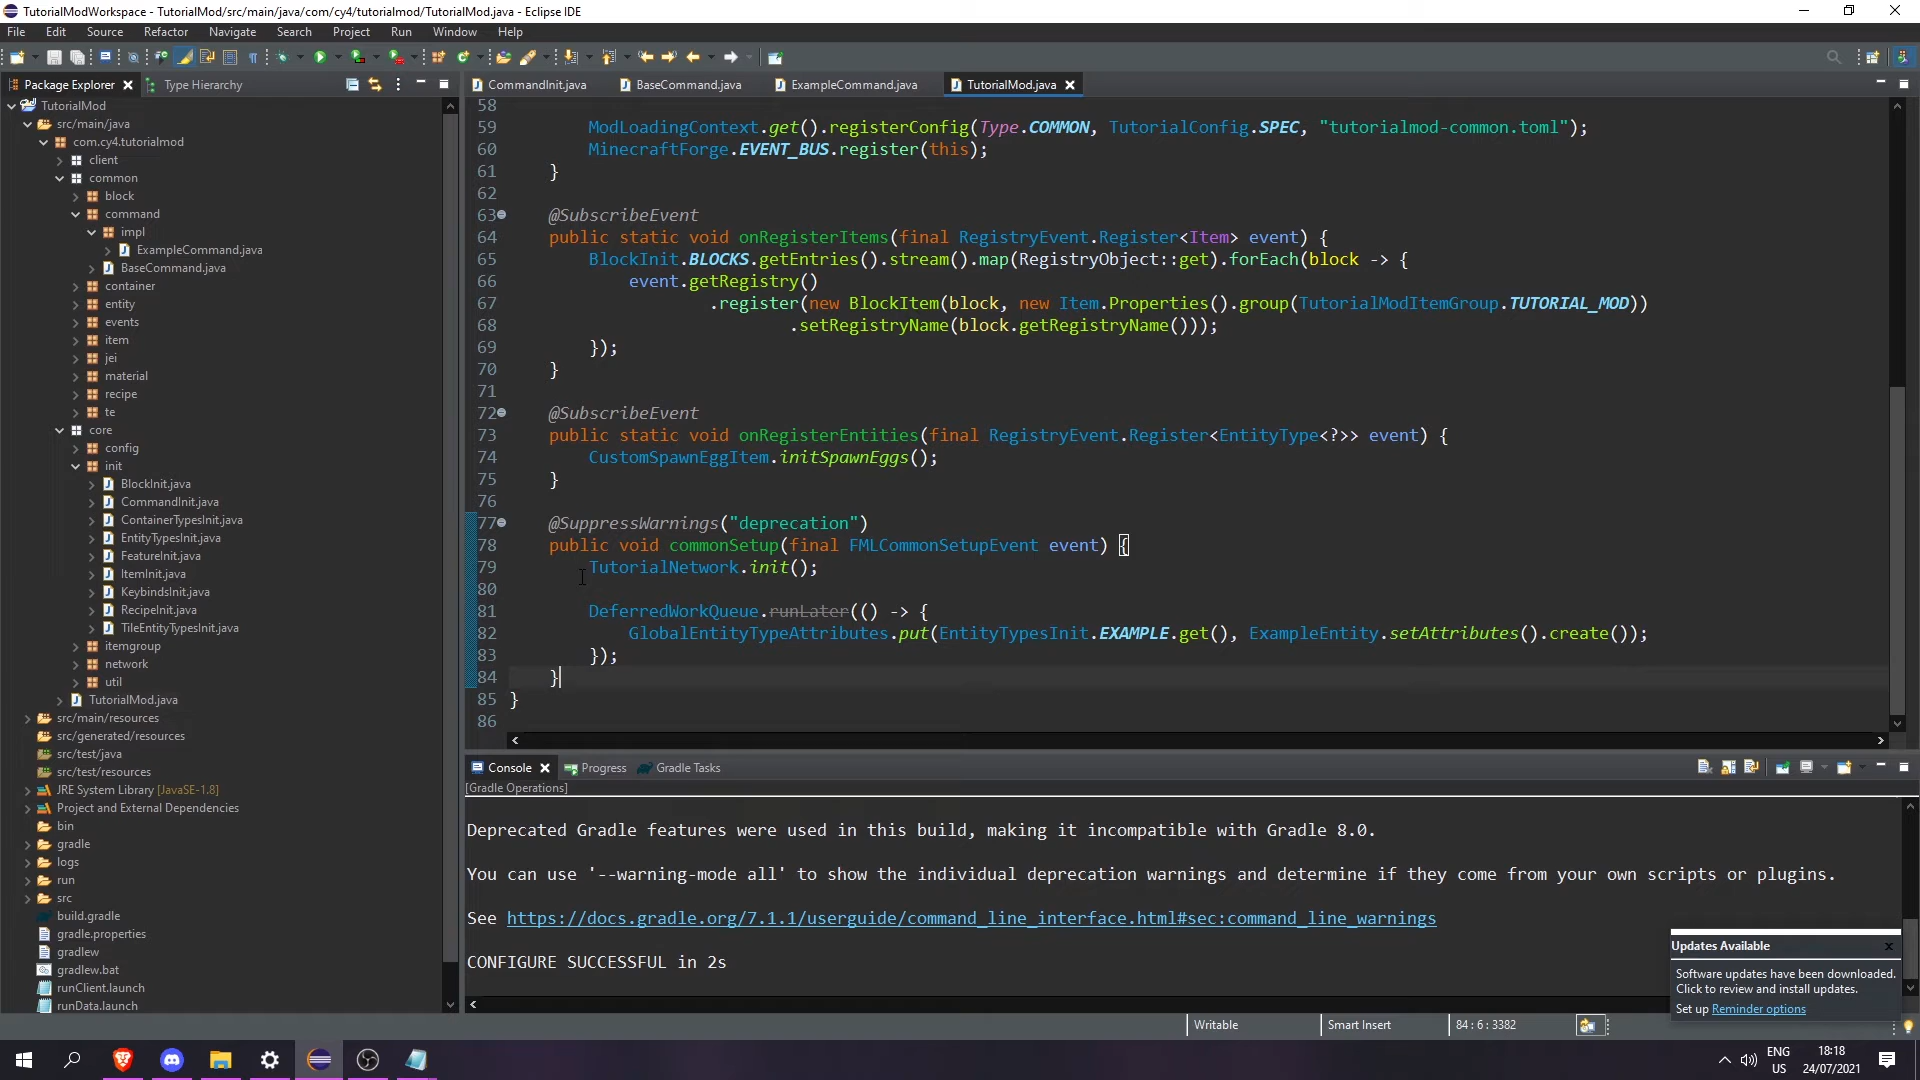 TutorialModWorkspace - TutorialMod/src/main/java/com/cy4/tutorialmod/TutorialMod.java - Eclipse IDE
File Edit Source Refactor Navigate Search Project Run Window Help
Package Explorer
Type Hierarchy
CommandInit.java
BaseCommand.java
ExampleCommand.java
TutorialMod.java
TutorialMod
src/main/java
com.cy4.tutorialmod
client
common
block
command
impl
ExampleCommand.java
BaseCommand.java
container
entity
events
item
jei
material
recipe
te
core
config
init
BlockInit.java
CommandInit.java
ContainerTypesInit.java
EntityTypesInit.java
FeatureInit.java
ItemInit.java
KeybindsInit.java
RecipeInit.java
TileEntityTypesInit.java
itemgroup
network
util
TutorialMod.java
src/main/resources
src/generated/resources
src/test/java
src/test/resources
JRE System Library [JavaSE-1.8]
Project and External Dependencies
bin
gradle
logs
run
src
build.gradle
gradle.properties
gradlew
gradlew.bat
runClient.launch
runData.launch
58
59 ModLoadingContext.get().registerConfig(Type.COMMON, TutorialConfig.SPEC, "tutorialmod-common.toml");
60 MinecraftForge.EVENT_BUS.register(this);
61 }
62
63 @SubscribeEvent
64 public static void onRegisterItems(final RegistryEvent.Register<Item> event) {
65 BlockInit.BLOCKS.getEntries().stream().map(RegistryObject::get).forEach(block -> {
66 event.getRegistry()
67 .register(new BlockItem(block, new Item.Properties().group(TutorialModItemGroup.TUTORIAL_MOD))
68 .setRegistryName(block.getRegistryName()));
69 });
70 }
71
72 @SubscribeEvent
73 public static void onRegisterEntities(final RegistryEvent.Register<EntityType<?>> event) {
74 CustomSpawnEggItem.initSpawnEggs();
75 }
76
77 @SuppressWarnings("deprecation")
78 public void commonSetup(final FMLCommonSetupEvent event) {
79 TutorialNetwork.init();
80
81 DeferredWorkQueue.runLater(() -> {
82 GlobalEntityTypeAttributes.put(EntityTypesInit.EXAMPLE.get(), ExampleEntity.setAttributes().create());
83 });
84 }
85 }
86
Console
Progress
Gradle Tasks
[Gradle Operations]
Deprecated Gradle features were used in this build, making it incompatible with Gradle 8.0.
You can use '--warning-mode all' to show the individual deprecation warnings and determine if they come from your own scripts or plugins.
See https://docs.gradle.org/7.1.1/userguide/command_line_interface.html#sec:command_line_warnings
CONFIGURE SUCCESSFUL in 2s
Updates Available
Software updates have been downloaded.
Click to review and install updates.
Set up Reminder options
Writable
Smart Insert
84 : 6 : 3382
ENG
US
18:18
24/07/2021